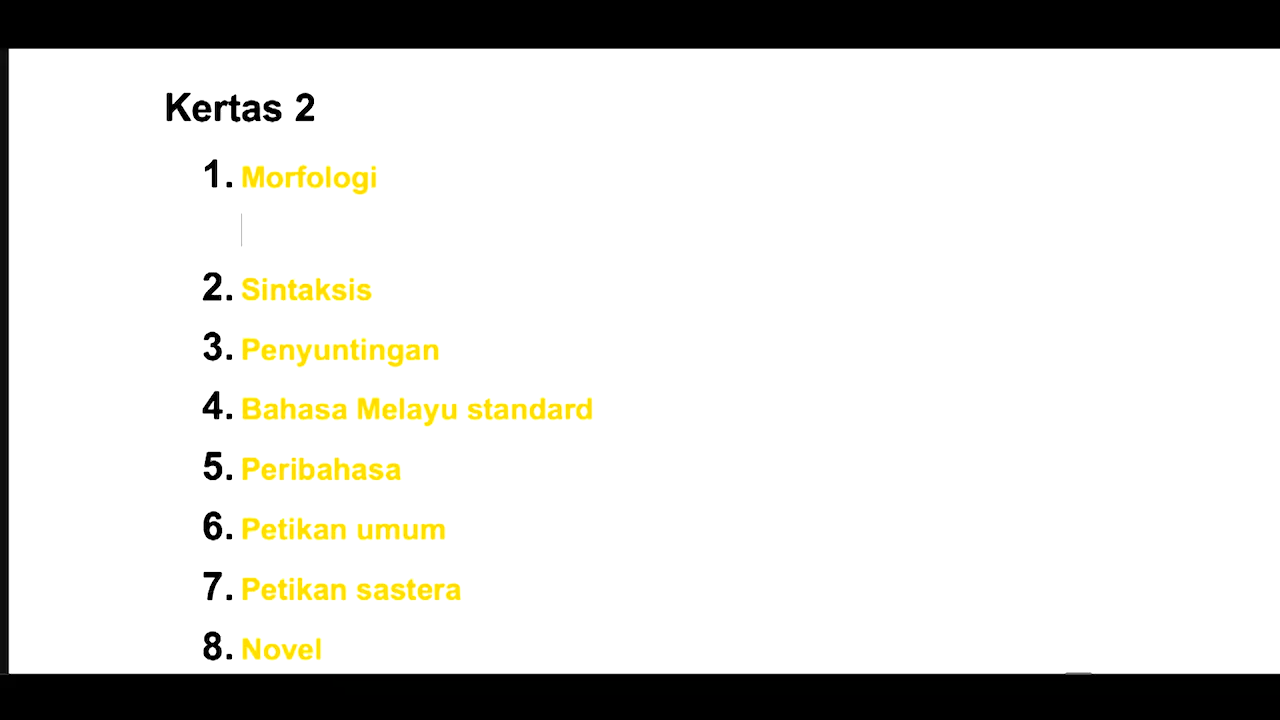 Kertas 2
1. Morfologi
2. Sintaksis
3. Penyuntingan
4. Bahasa Melayu standard
5. Peribahasa
6. Petikan umum
7. Petikan sastera
8. Novel